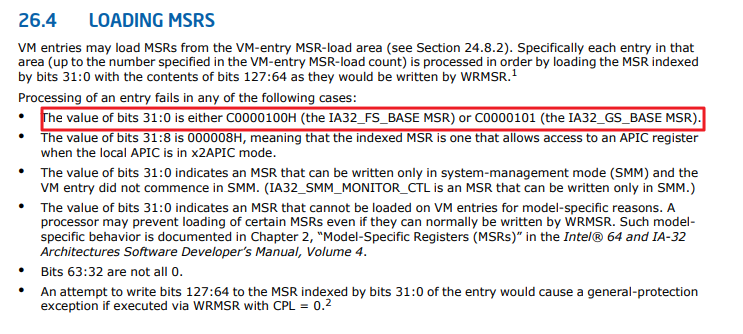 26.4 LOADING MSRS
VM entries may load MSRs from the VM-entry MSR-load area (see Section 24.8.2). Specifically each entry in that
area (up to the number specified in the VM-entry MSR-load count) is processed in order by loading the MSR indexed
by bits 31:0 with the contents of bits 127:64 as they would be written by WRMSR.1
Processing of an entry fails in any of the following cases:
• The value of bits 31:0 is either C0000100H (the IA32_FS_BASE MSR) or C0000101 (the IA32_GS_BASE MSR).
• The value of bits 31:8 is 000008H, meaning that the indexed MSR is one that allows access to an APIC register
when the local APIC is in x2APIC mode.
• The value of bits 31:0 indicates an MSR that can be written only in system-management mode (SMM) and the
VM entry did not commence in SMM. (IA32_SMM_MONITOR_CTL is an MSR that can be written only in SMM.)
• The value of bits 31:0 indicates an MSR that cannot be loaded on VM entries for model-specific reasons. A
processor may prevent loading of certain MSRs even if they can normally be written by WRMSR. Such model-
specific behavior is documented in Chapter 2, “Model-Specific Registers (MSRs)” in the Intel® 64 and IA-32
Architectures Software Developer’s Manual, Volume 4.
• Bits 63:32 are not all 0.
• An attempt to write bits 127:64 to the MSR indexed by bits 31:0 of the entry would cause a general-protection
exception if executed via WRMSR with CPL = 0.2